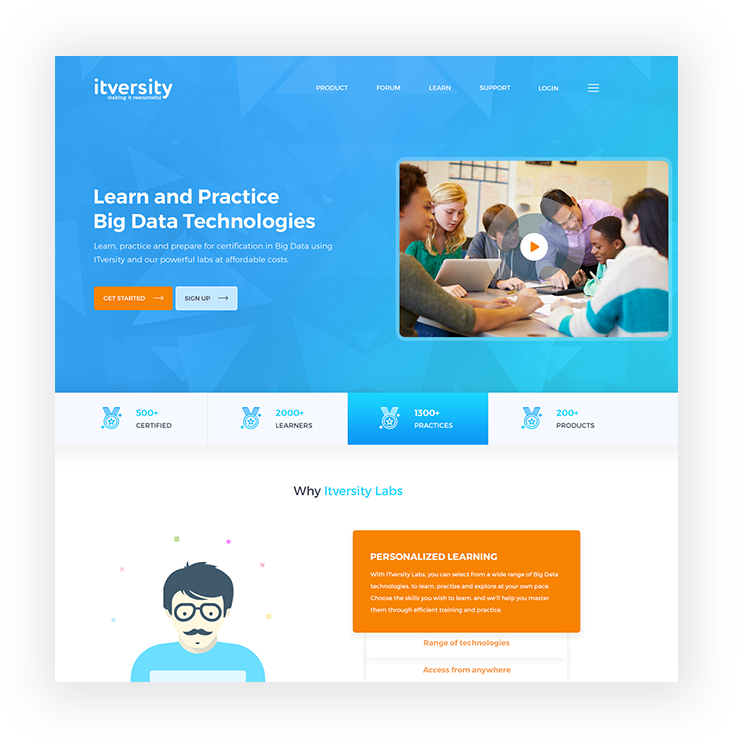 itversity
making it resourceful
PRODUCT
FORUM
LEARN
SUPPORT
LOGIN
Learn and Practice
Big Data Technologies
Learn, practice and prepare for certification in Big Data using
ITversity and our powerful labs at affordable costs.
GET STARTED
SIGN UP
500+
CERTIFIED
2000+
LEARNERS
1300+
PRACTICES
200+
PRODUCTS
Why Itversity Labs
PERSONALIZED LEARNING
With ITversity Labs, you can select from a wide range of Big Data
technologies, to learn, practise and explore at your own pace.
Choose the skills you wish to learn, and we'll help you master
them through efficient training and practice.
Range of technologies
Access from anywhere